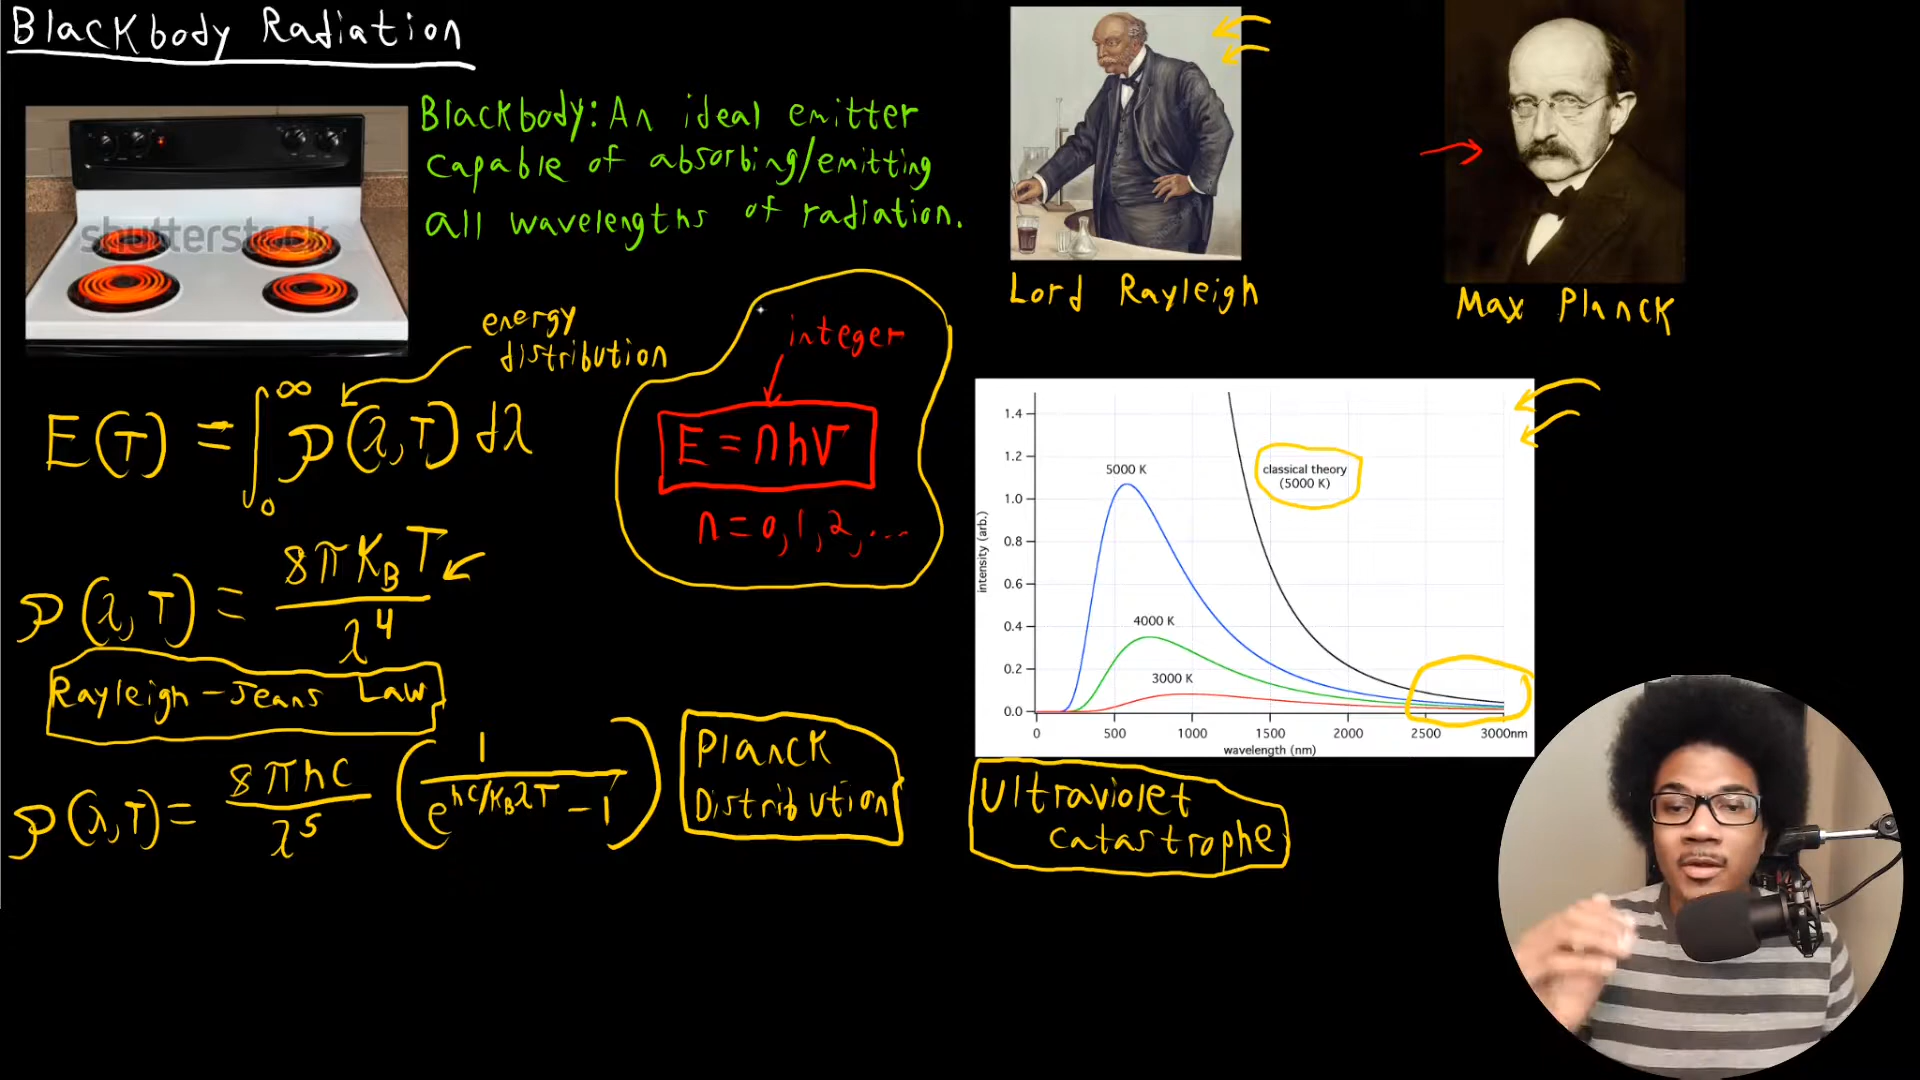 Blackbody Radiation
shutterstock
Blackbody: An ideal emitter
capable of absorbing/emitting
all wavelengths of radiation.
Lord Rayleigh
Max Planck
energy
distribution
E(T) = ∫₀^∞ ρ(λ,T) dλ
integer
E = nhν
n = 0, 1, 2, ...
ρ(λ,T) = 8πK_BT / λ⁴
Rayleigh-Jeans Law
ρ(λ,T) = 8πhc / λ⁵ (1 / (e^(hc/K_BλT) - 1))
Planck
Distribution
intensity (arb.)
1.4
1.2
1.0
0.8
0.6
0.4
0.2
0.0
classical theory
(5000 K)
5000 K
4000 K
3000 K
0 500 1000 1500 2000 2500 3000nm
wavelength (nm)
Ultraviolet
catastrophe